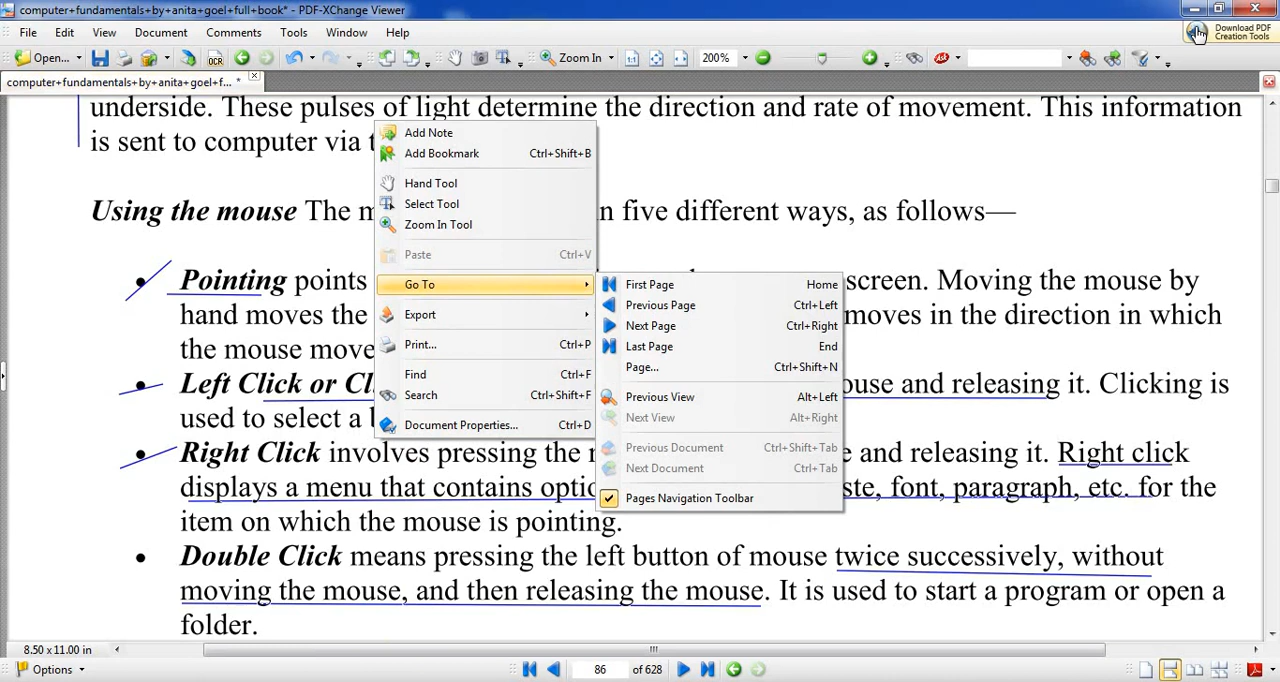 computer+fundamentals+by+anita+goel+full+book* - PDF-XChange Viewer
File Edit View Document Comments Tools Window Help
Download PDF
Creation Tools
Open... OCR Zoom In 200%
computer+fundamentals+by+anita+goel+f... *
underside. These pulses of light determine the direction and rate of movement. This information
is sent to computer via t
Using the mouse The m n five different ways, as follows—
• Pointing points screen. Moving the mouse by
hand moves the moves in the direction in which
the mouse move
• Left Click or Cl ouse and releasing it. Clicking is
used to select a b
• Right Click involves pressing the e and releasing it. Right click
displays a menu that contains optio ste, font, paragraph, etc. for the
item on which the mouse is pointing.
• Double Click means pressing the left button of mouse twice successively, without
moving the mouse, and then releasing the mouse. It is used to start a program or open a
folder.
Add Note
Add Bookmark Ctrl+Shift+B
Hand Tool
Select Tool
Zoom In Tool
Paste Ctrl+V
Go To
Export
Print... Ctrl+P
Find Ctrl+F
Search Ctrl+Shift+F
Document Properties... Ctrl+D
First Page Home
Previous Page Ctrl+Left
Next Page Ctrl+Right
Last Page End
Page... Ctrl+Shift+N
Previous View Alt+Left
Next View Alt+Right
Previous Document Ctrl+Shift+Tab
Next Document Ctrl+Tab
Pages Navigation Toolbar
8.50 x 11.00 in
Options 86 of 628